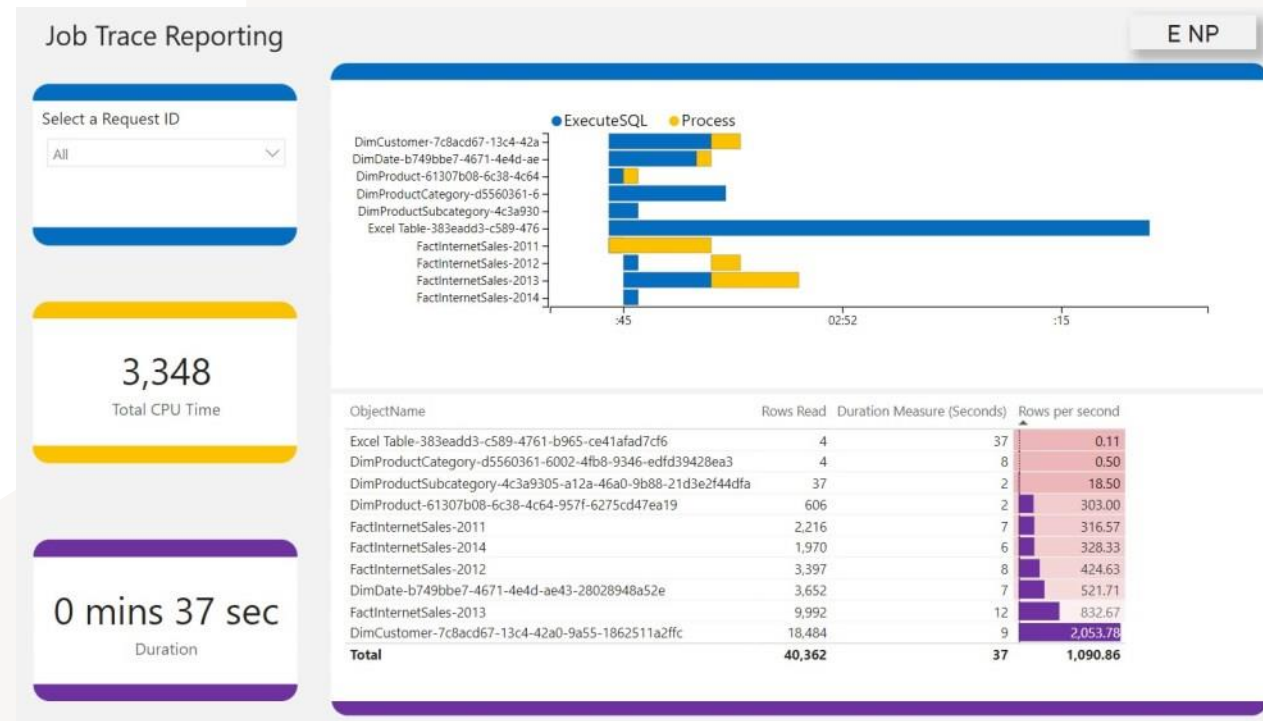 Job Trace Reporting
E NP
Select a Request ID
All
3,348
Total CPU Time
0 mins 37 sec
Duration
ExecuteSQL Process
DimCustomer-7c8acd67-13c4-42a
DimDate-b749bbe7-4671-4e4d-ae
DimProduct-61307b08-6c38-4c64
DimProductCategory-d5560361-6
DimProductSubcategory-4c3a930
Excel Table-383eadd3-c589-476
FactInternetSales-2011
FactInternetSales-2012
FactInternetSales-2013
FactInternetSales-2014
:45 02:52 :15
ObjectName Rows Read Duration Measure (Seconds) Rows per second
Excel Table-383eadd3-c589-4761-b965-ce41afad7cf6 4 37 0.11
DimProductCategory-d5560361-6002-4fb8-9346-edfd39428ea3 4 8 0.50
DimProductSubcategory-4c3a9305-a12a-46a0-9b88-21d3e2f44dfa 37 2 18.50
DimProduct-61307b08-6c38-4c64-957f-6275cd47ea19 606 2 303.00
FactInternetSales-2011 2,216 7 316.57
FactInternetSales-2014 1,970 6 328.33
FactInternetSales-2012 3,397 8 424.63
DimDate-b749bbe7-4671-4e4d-ae43-28028948a52e 3,652 7 521.71
FactInternetSales-2013 9,992 12 832.67
DimCustomer-7c8acd67-13c4-42a0-9a55-1862511a2ffc 18,484 9 2,053.78
Total 40,362 37 1,090.86